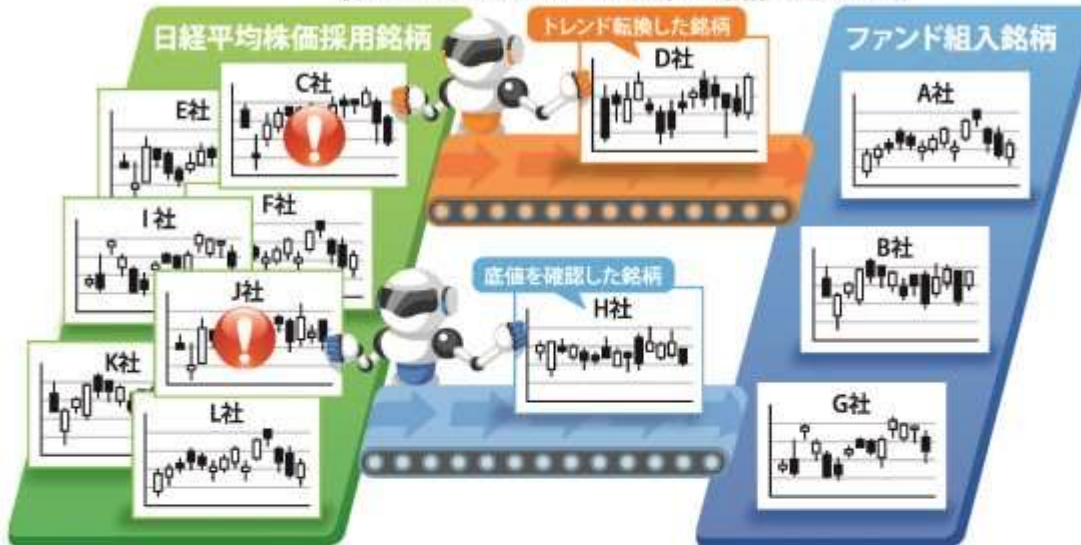 日経平均株価採用銘柄
トレンド転換した銘柄
ファンド組入銘柄
C社
D社
A社
E社
I社
F社
B社
J社
底値を確認した銘柄
H社
K社
L社
G社